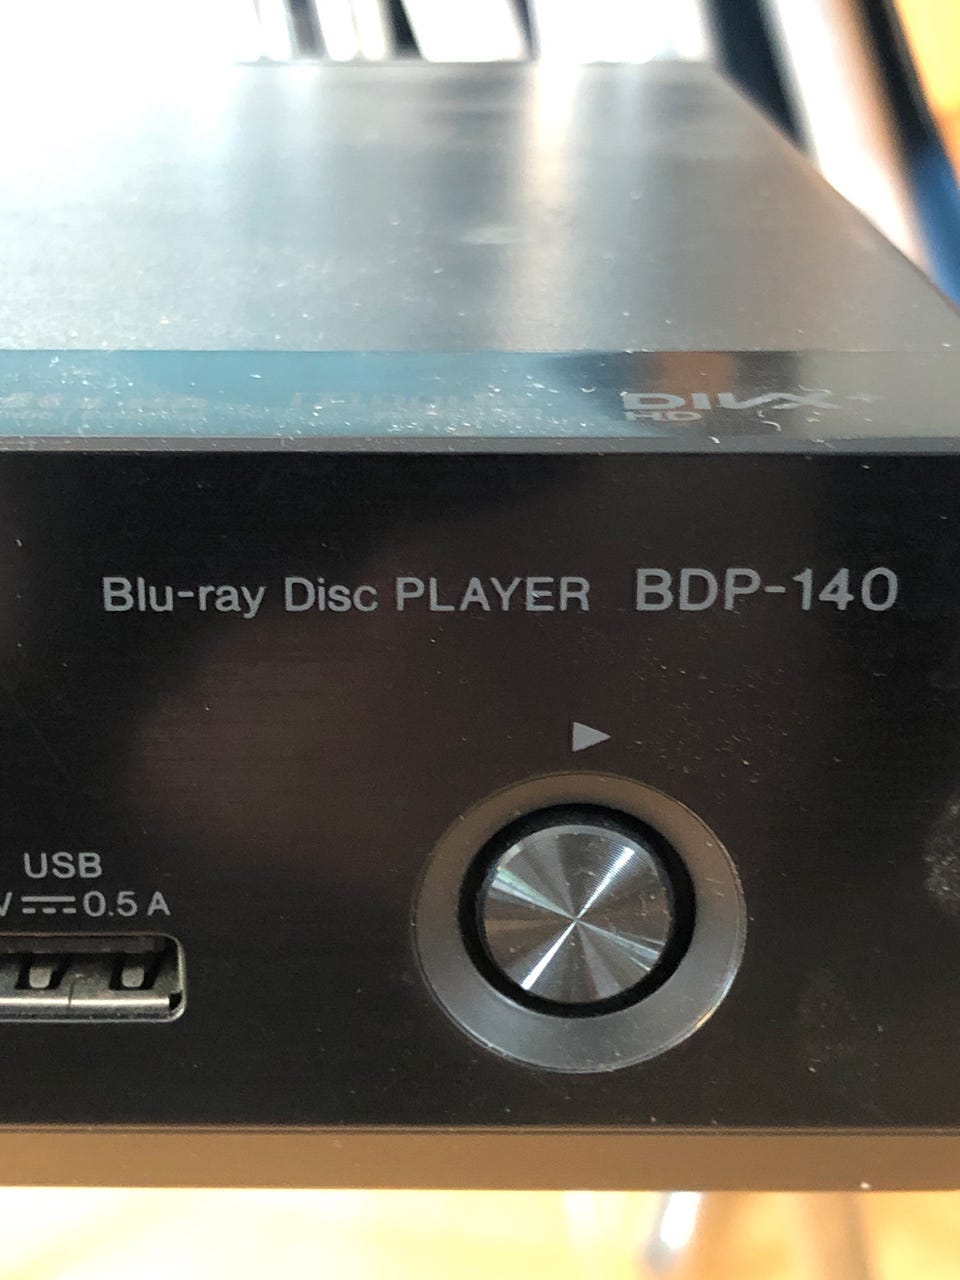 DIVX+
HD
Blu-ray Disc PLAYER BDP-140
USB
V⎓0.5 A